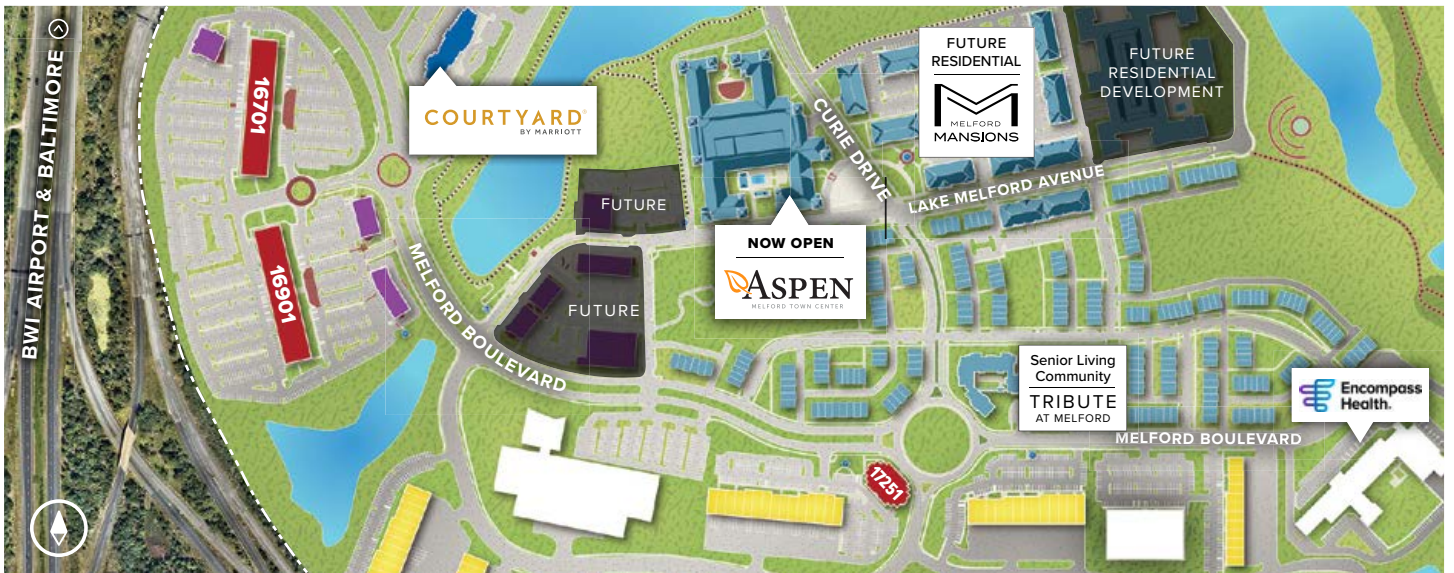 BWI AIRPORT & BALTIMORE
16701
16901
COURTYARD®
BY MARRIOTT
MELFORD BOULEVARD
FUTURE
FUTURE
CURIE DRIVE
NOW OPEN
ASPEN
MELFORD TOWN CENTER
FUTURE
RESIDENTIAL
M
MELFORD
MANSIONS
FUTURE
RESIDENTIAL
DEVELOPMENT
LAKE MELFORD AVENUE
Senior Living
Community
TRIBUTE
AT MELFORD
Encompass
Health.
MELFORD BOULEVARD
17251